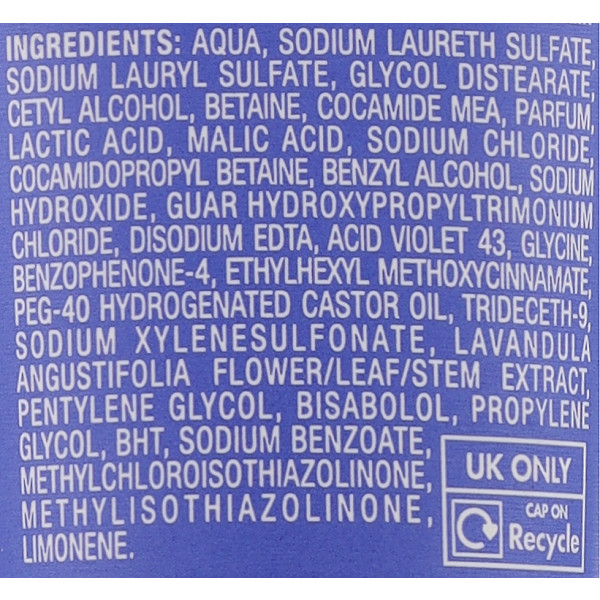 INGREDIENTS: AQUA, SODIUM LAURETH SULFATE,
SODIUM LAURYL SULFATE, GLYCOL DISTEARATE,
CETYL ALCOHOL, BETAINE, COCAMIDE MEA, PARFUM,
LACTIC ACID, MALIC ACID, SODIUM CHLORIDE,
COCAMIDOPROPYL BETAINE, BENZYL ALCOHOL, SODIUM
HYDROXIDE, GUAR HYDROXYPROPYLTRIMONIUM
CHLORIDE, DISODIUM EDTA, ACID VIOLET 43, GLYCINE,
BENZOPHENONE-4, ETHYLHEXYL METHOXYCINNAMATE,
PEG-40 HYDROGENATED CASTOR OIL, TRIDECETH-9,
SODIUM XYLENESULFONATE, LAVANDULA
ANGUSTIFOLIA FLOWER/LEAF/STEM EXTRACT,
PENTYLENE GLYCOL, BISABOLOL, PROPYLENE
GLYCOL, BHT, SODIUM BENZOATE,
METHYLCHLOROISOTHIAZOLINONE,
METHYLISOTHIAZOLINONE,
LIMONENE.
UK ONLY
CAP ON
Recycle